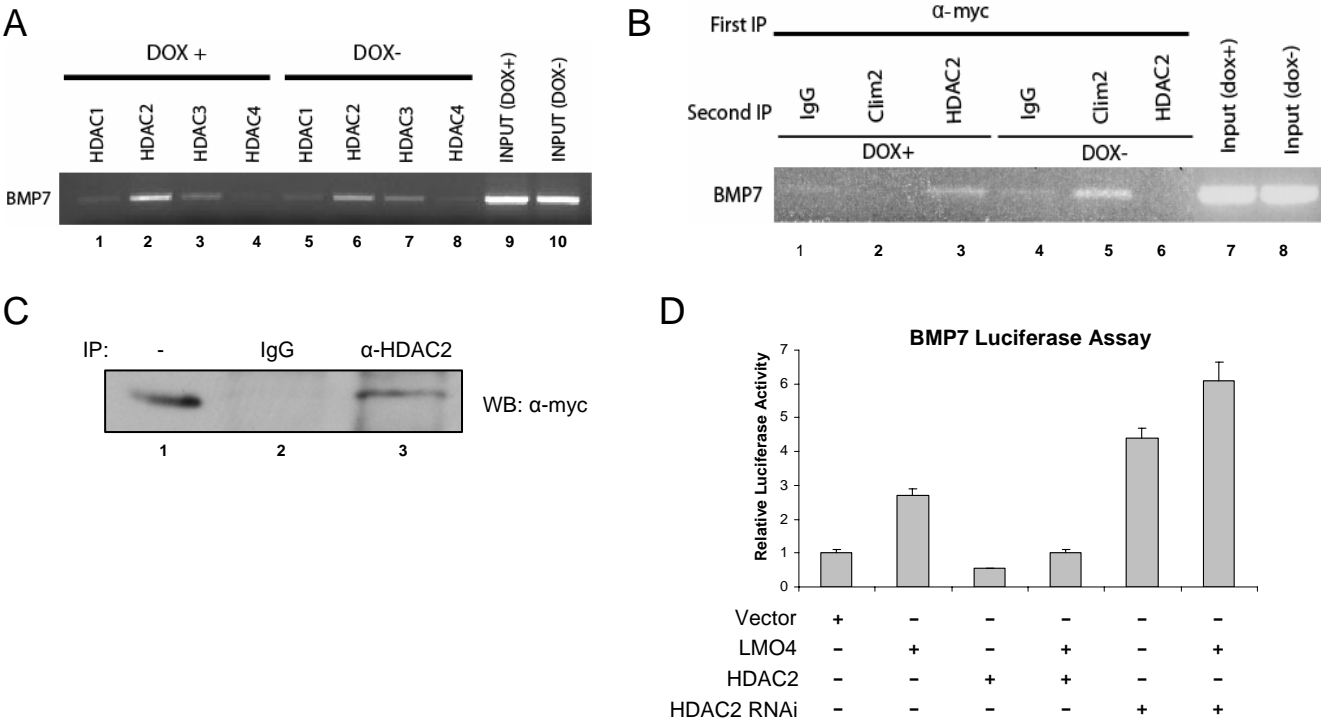 A
DOX +
DOX-
HDAC1
HDAC2
HDAC3
HDAC4
HDAC1
HDAC2
HDAC3
HDAC4
INPUT (DOX+)
INPUT (DOX-)
BMP7
1 2 3 4 5 6 7 8 9 10
B
First IP
α-myc
Second IP
IgG
Clim2
HDAC2
IgG
Clim2
HDAC2
Input (dox+)
Input (dox-)
DOX+
DOX-
BMP7
1 2 3 4 5 6 7 8
C
IP: - IgG α-HDAC2
WB: α-myc
1 2 3
D
BMP7 Luciferase Assay
Relative Luciferase Activity
7
6
5
4
3
2
1
0
Vector + − − − − −
LMO4 − + − + − +
HDAC2 − − + + − −
HDAC2 RNAi − − − − + +